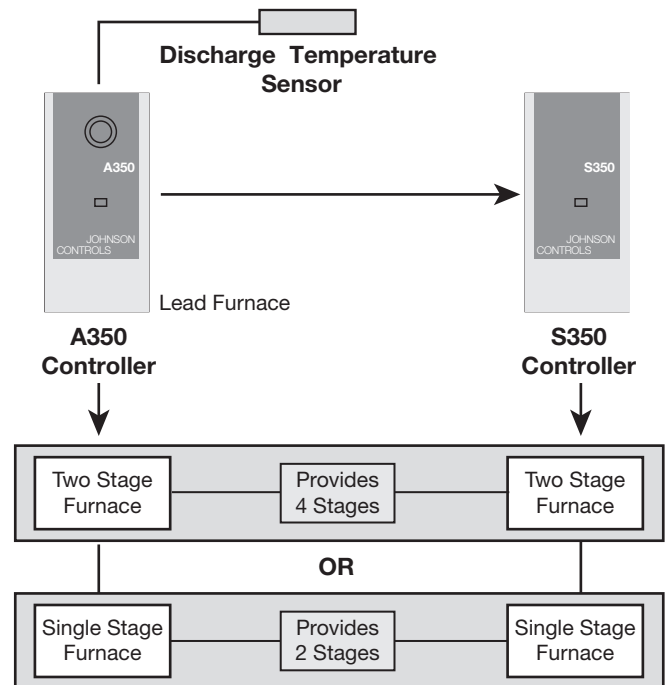 Discharge Temperature
Sensor
A350
JOHNSON
CONTROLS
S350
JOHNSON
CONTROLS
Lead Furnace
A350
Controller
S350
Controller
Two Stage
Furnace
Provides
4 Stages
Two Stage
Furnace
OR
Single Stage
Furnace
Provides
2 Stages
Single Stage
Furnace